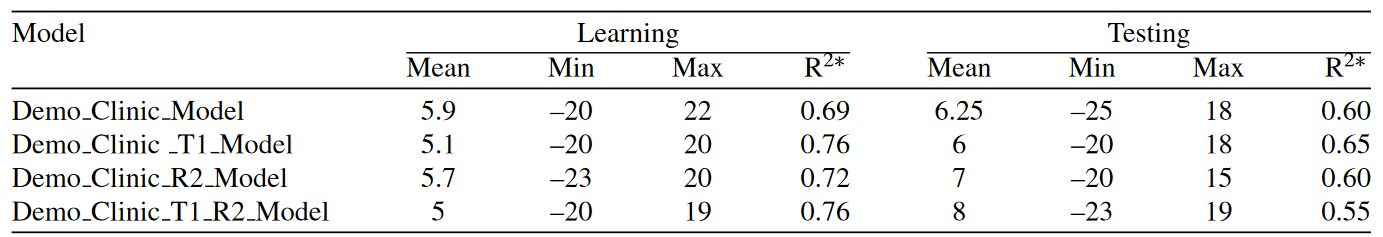 Model Learning Testing
Mean Min Max R2* Mean Min Max R2*
Demo_Clinic_Model 5.9 –20 22 0.69 6.25 –25 18 0.60
Demo_Clinic _T1_Model 5.1 –20 20 0.76 6 –20 18 0.65
Demo_Clinic_R2_Model 5.7 –23 20 0.72 7 –20 15 0.60
Demo_Clinic_T1_R2_Model 5 –20 19 0.76 8 –23 19 0.55